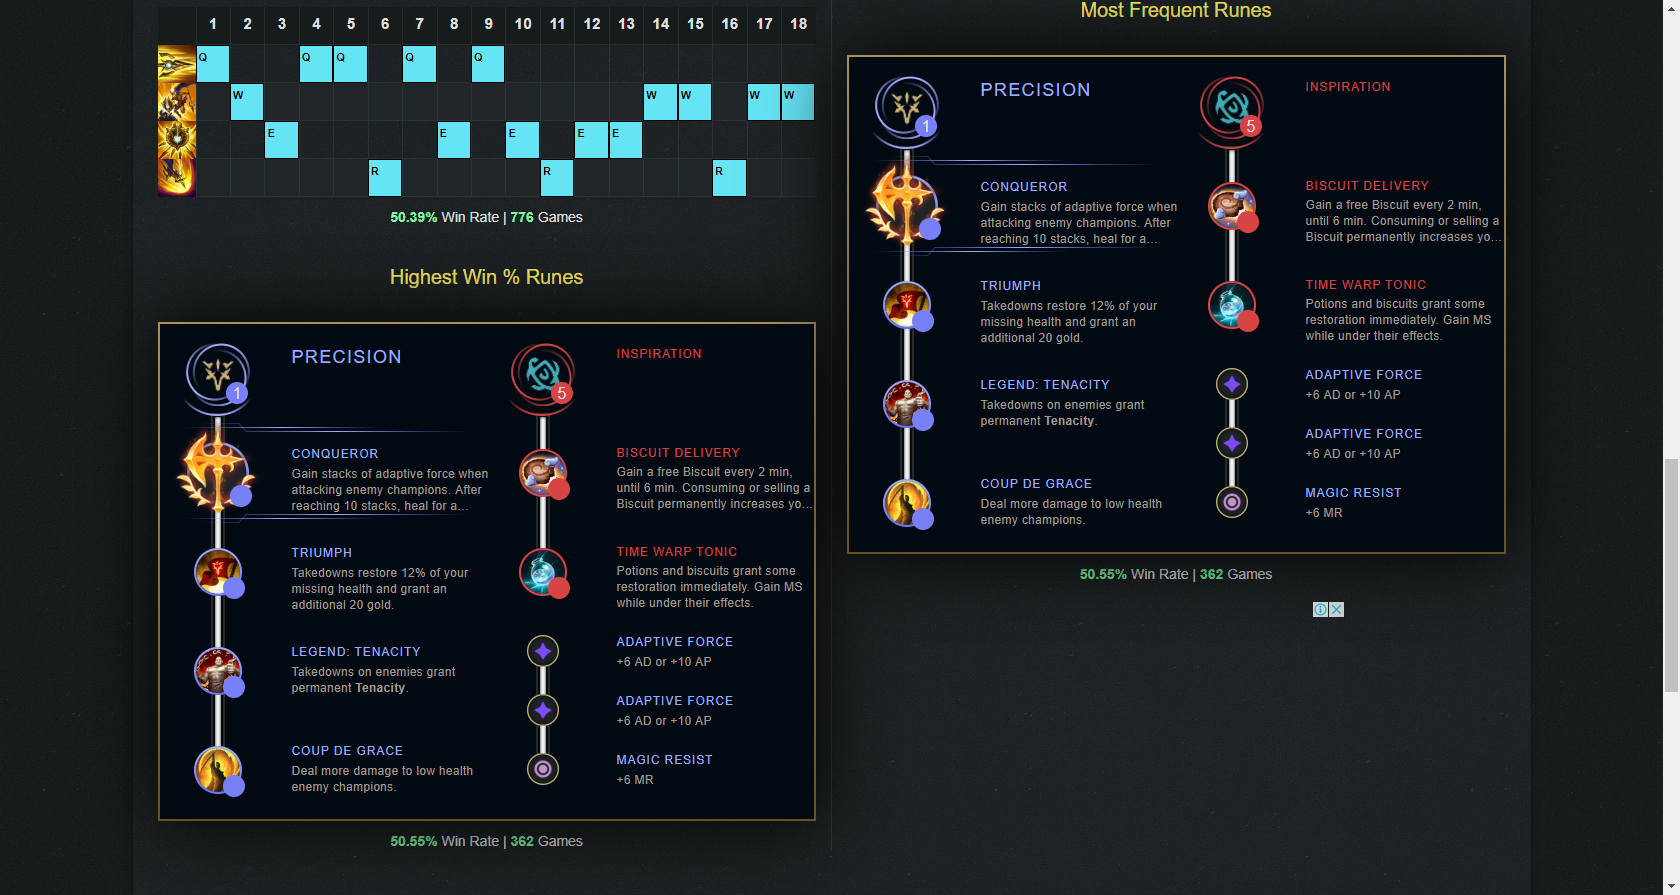 1 2 3 4 5 6 7 8 9 10 11 12 13 14 15 16 17 18
Q Q Q Q Q
W W W W W
E E E E E
R R R
50.39% Win Rate | 776 Games
Highest Win % Runes
PRECISION
1
CONQUEROR
Gain stacks of adaptive force when
attacking enemy champions. After
reaching 10 stacks, heal for a...
TRIUMPH
Takedowns restore 12% of your
missing health and grant an
additional 20 gold.
LEGEND: TENACITY
Takedowns on enemies grant
permanent Tenacity.
COUP DE GRACE
Deal more damage to low health
enemy champions.
INSPIRATION
5
BISCUIT DELIVERY
Gain a free Biscuit every 2 min,
until 6 min. Consuming or selling a
Biscuit permanently increases yo...
TIME WARP TONIC
Potions and biscuits grant some
restoration immediately. Gain MS
while under their effects.
ADAPTIVE FORCE
+6 AD or +10 AP
ADAPTIVE FORCE
+6 AD or +10 AP
MAGIC RESIST
+6 MR
50.55% Win Rate | 362 Games
Most Frequent Runes
PRECISION
1
CONQUEROR
Gain stacks of adaptive force when
attacking enemy champions. After
reaching 10 stacks, heal for a...
TRIUMPH
Takedowns restore 12% of your
missing health and grant an
additional 20 gold.
LEGEND: TENACITY
Takedowns on enemies grant
permanent Tenacity.
COUP DE GRACE
Deal more damage to low health
enemy champions.
INSPIRATION
5
BISCUIT DELIVERY
Gain a free Biscuit every 2 min,
until 6 min. Consuming or selling a
Biscuit permanently increases yo...
TIME WARP TONIC
Potions and biscuits grant some
restoration immediately. Gain MS
while under their effects.
ADAPTIVE FORCE
+6 AD or +10 AP
ADAPTIVE FORCE
+6 AD or +10 AP
MAGIC RESIST
+6 MR
50.55% Win Rate | 362 Games